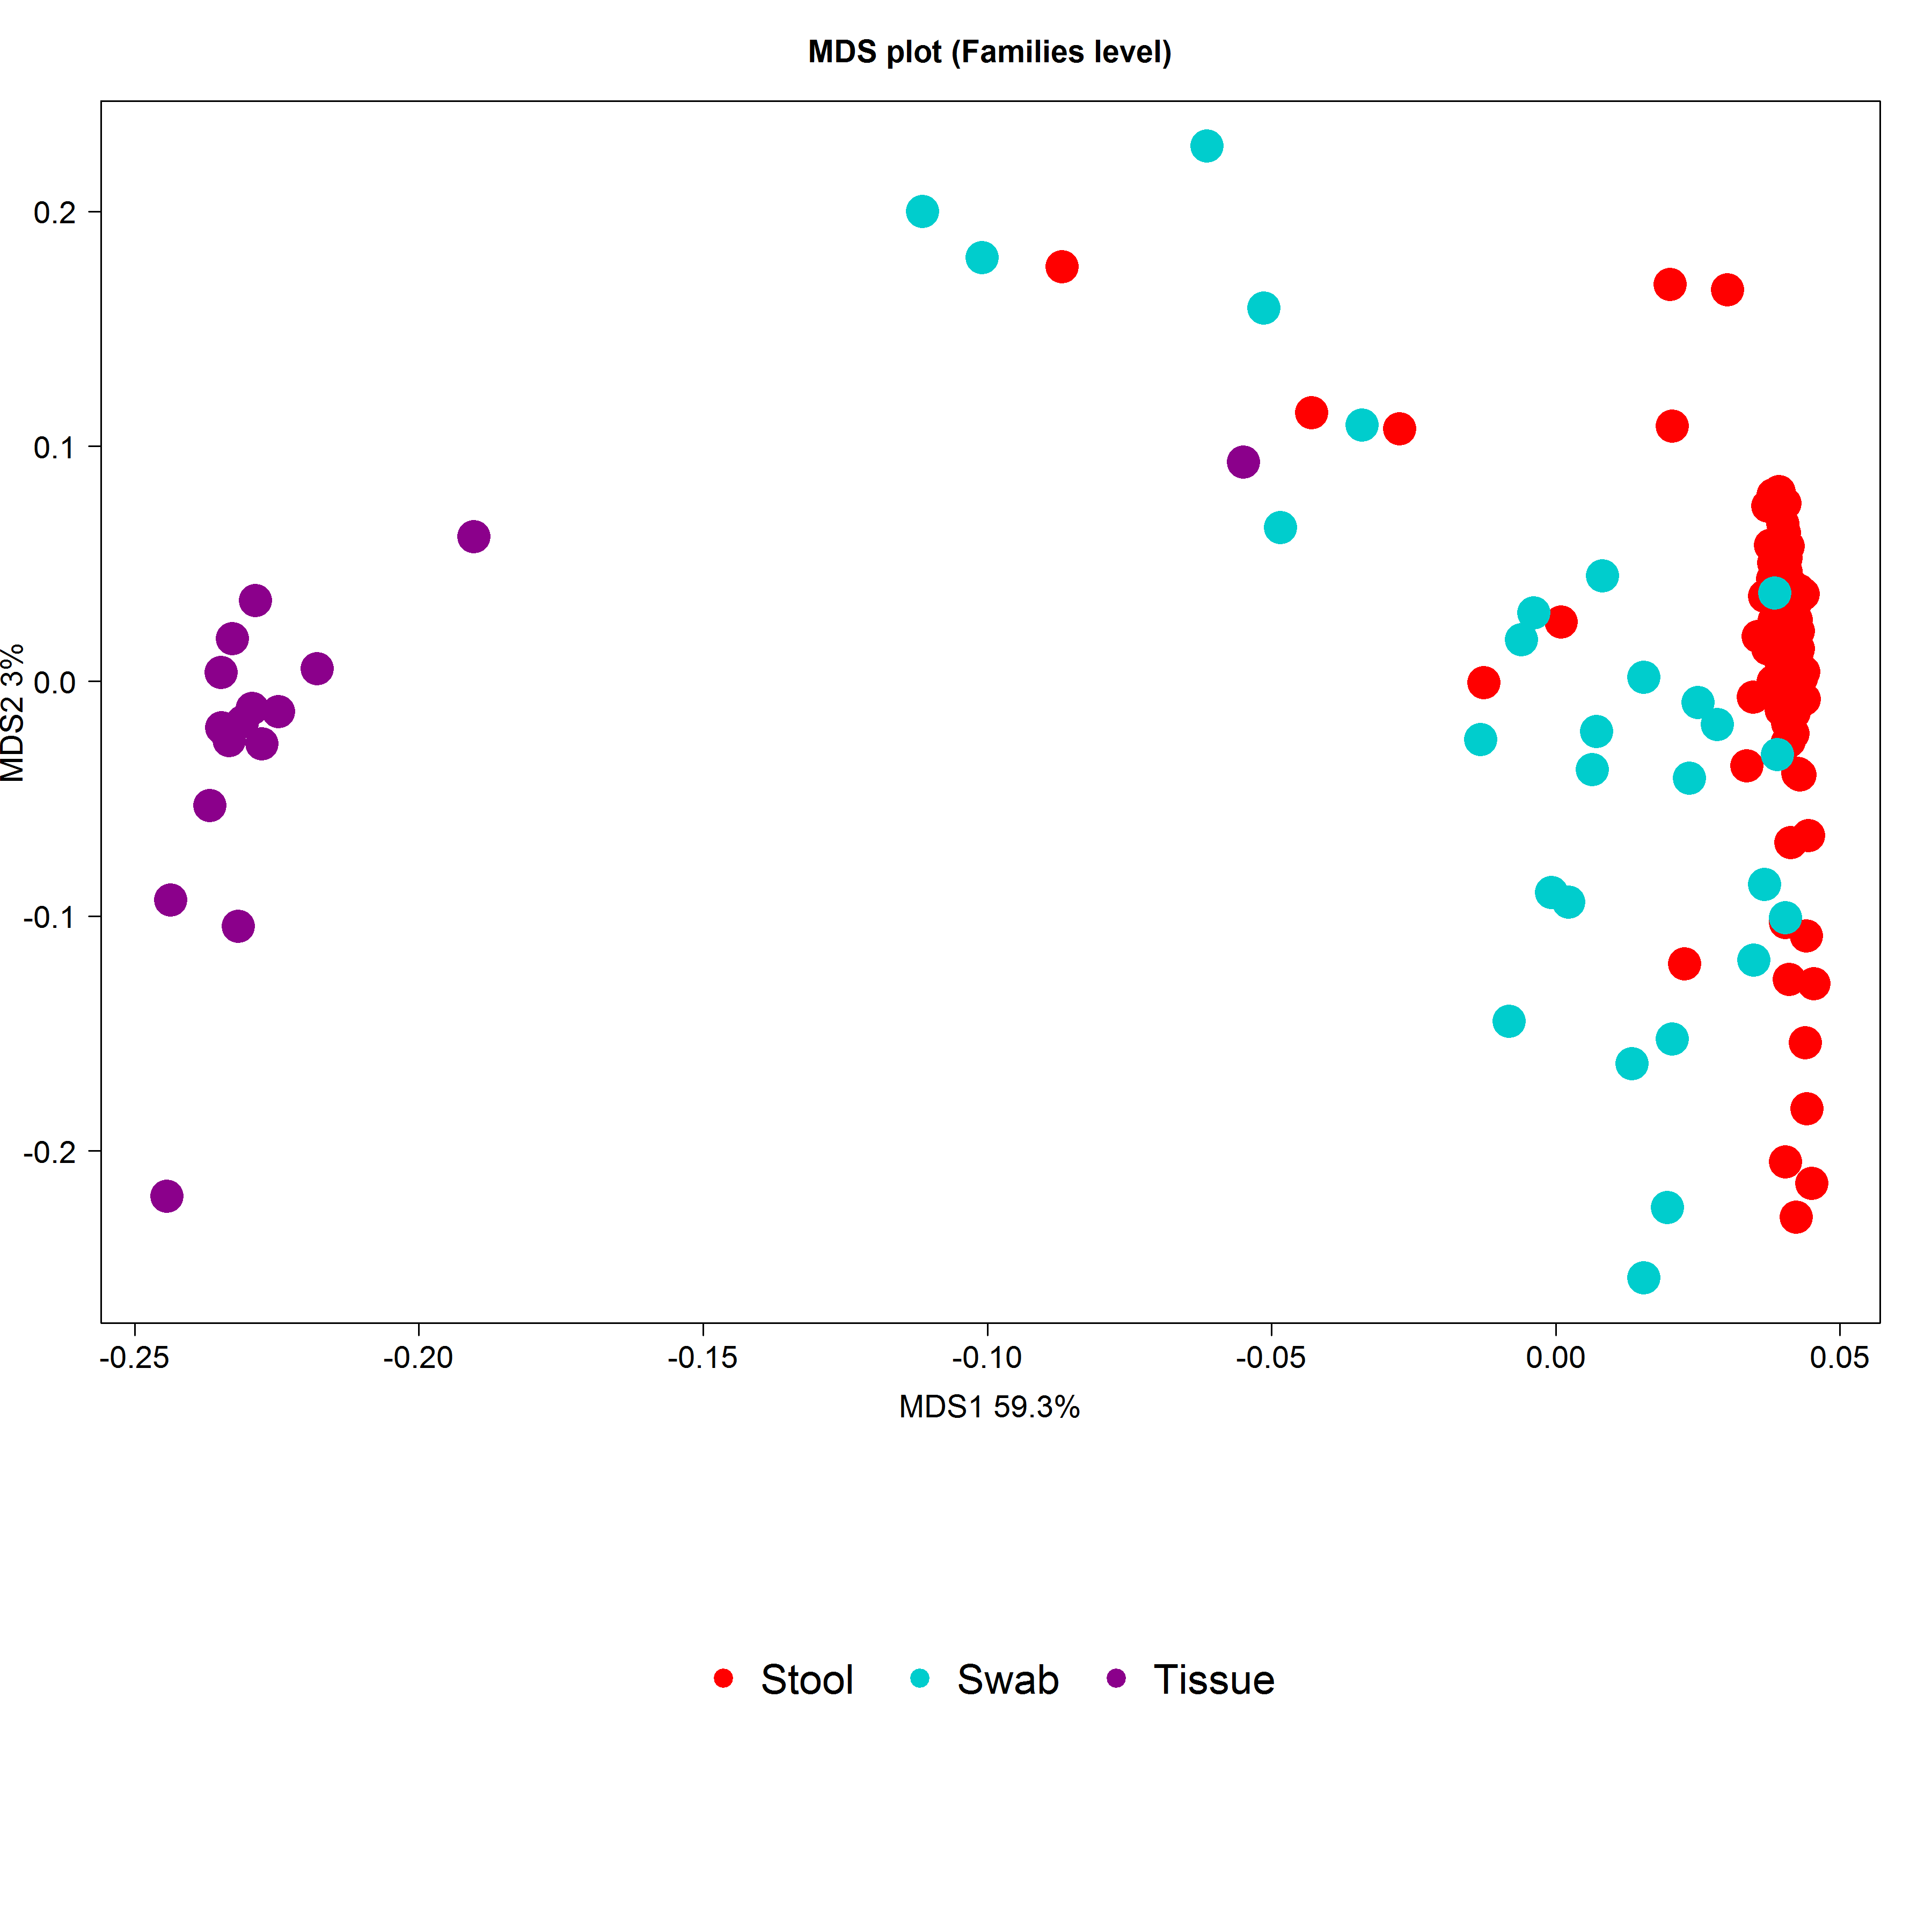 MDS plot (Families level)
0.2
0.1
0.0
-0.1
-0.2
MDS2 3%
-0.25 -0.20 -0.15 -0.10 -0.05 0.00 0.05
MDS1 59.3%
Stool Swab Tissue